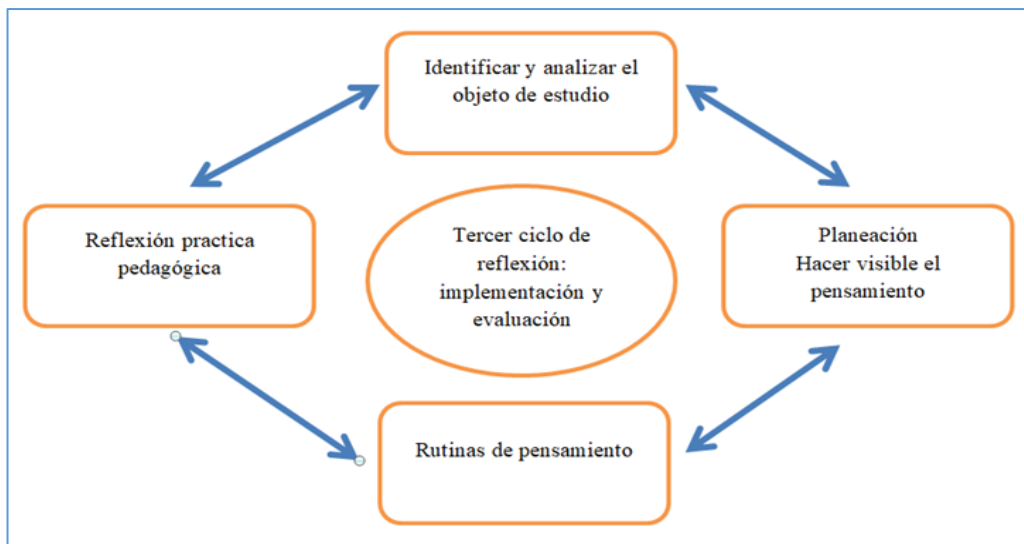 Identificar y analizar el
objeto de estudio
Reflexión practica
pedagógica
Tercer ciclo de
reflexión:
implementación y
evaluación
Planeación
Hacer visible el
pensamiento
Rutinas de pensamiento